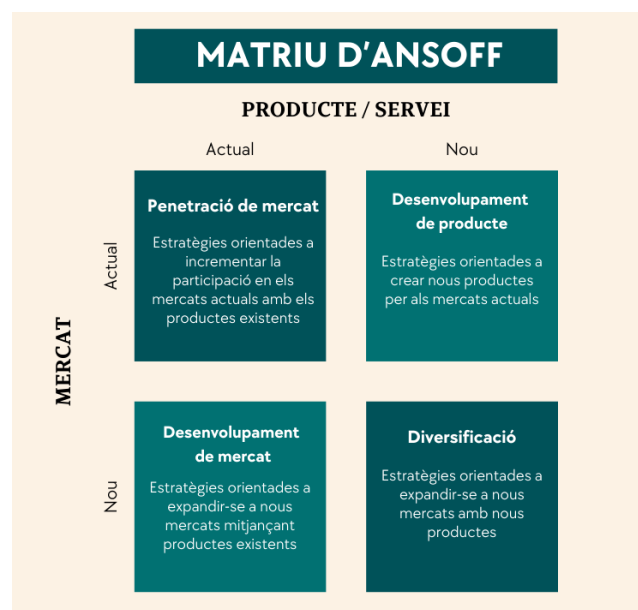 MATRIU D'ANSOFF
PRODUCTE / SERVEI
Actual
Nou
MERCAT
Actual
Penetració de mercat
Estratègies orientades a
incrementar la
participació en els
mercats actuals amb els
productes existents
Desenvolupament
de producte
Estratègies orientades a
crear nous productes
per als mercats actuals
Nou
Desenvolupament
de mercat
Estratègies orientades a
expandir-se a nous
mercats mitjançant
productes existents
Diversificació
Estratègies orientades a
expandir-se a nous
mercats amb nous
productes